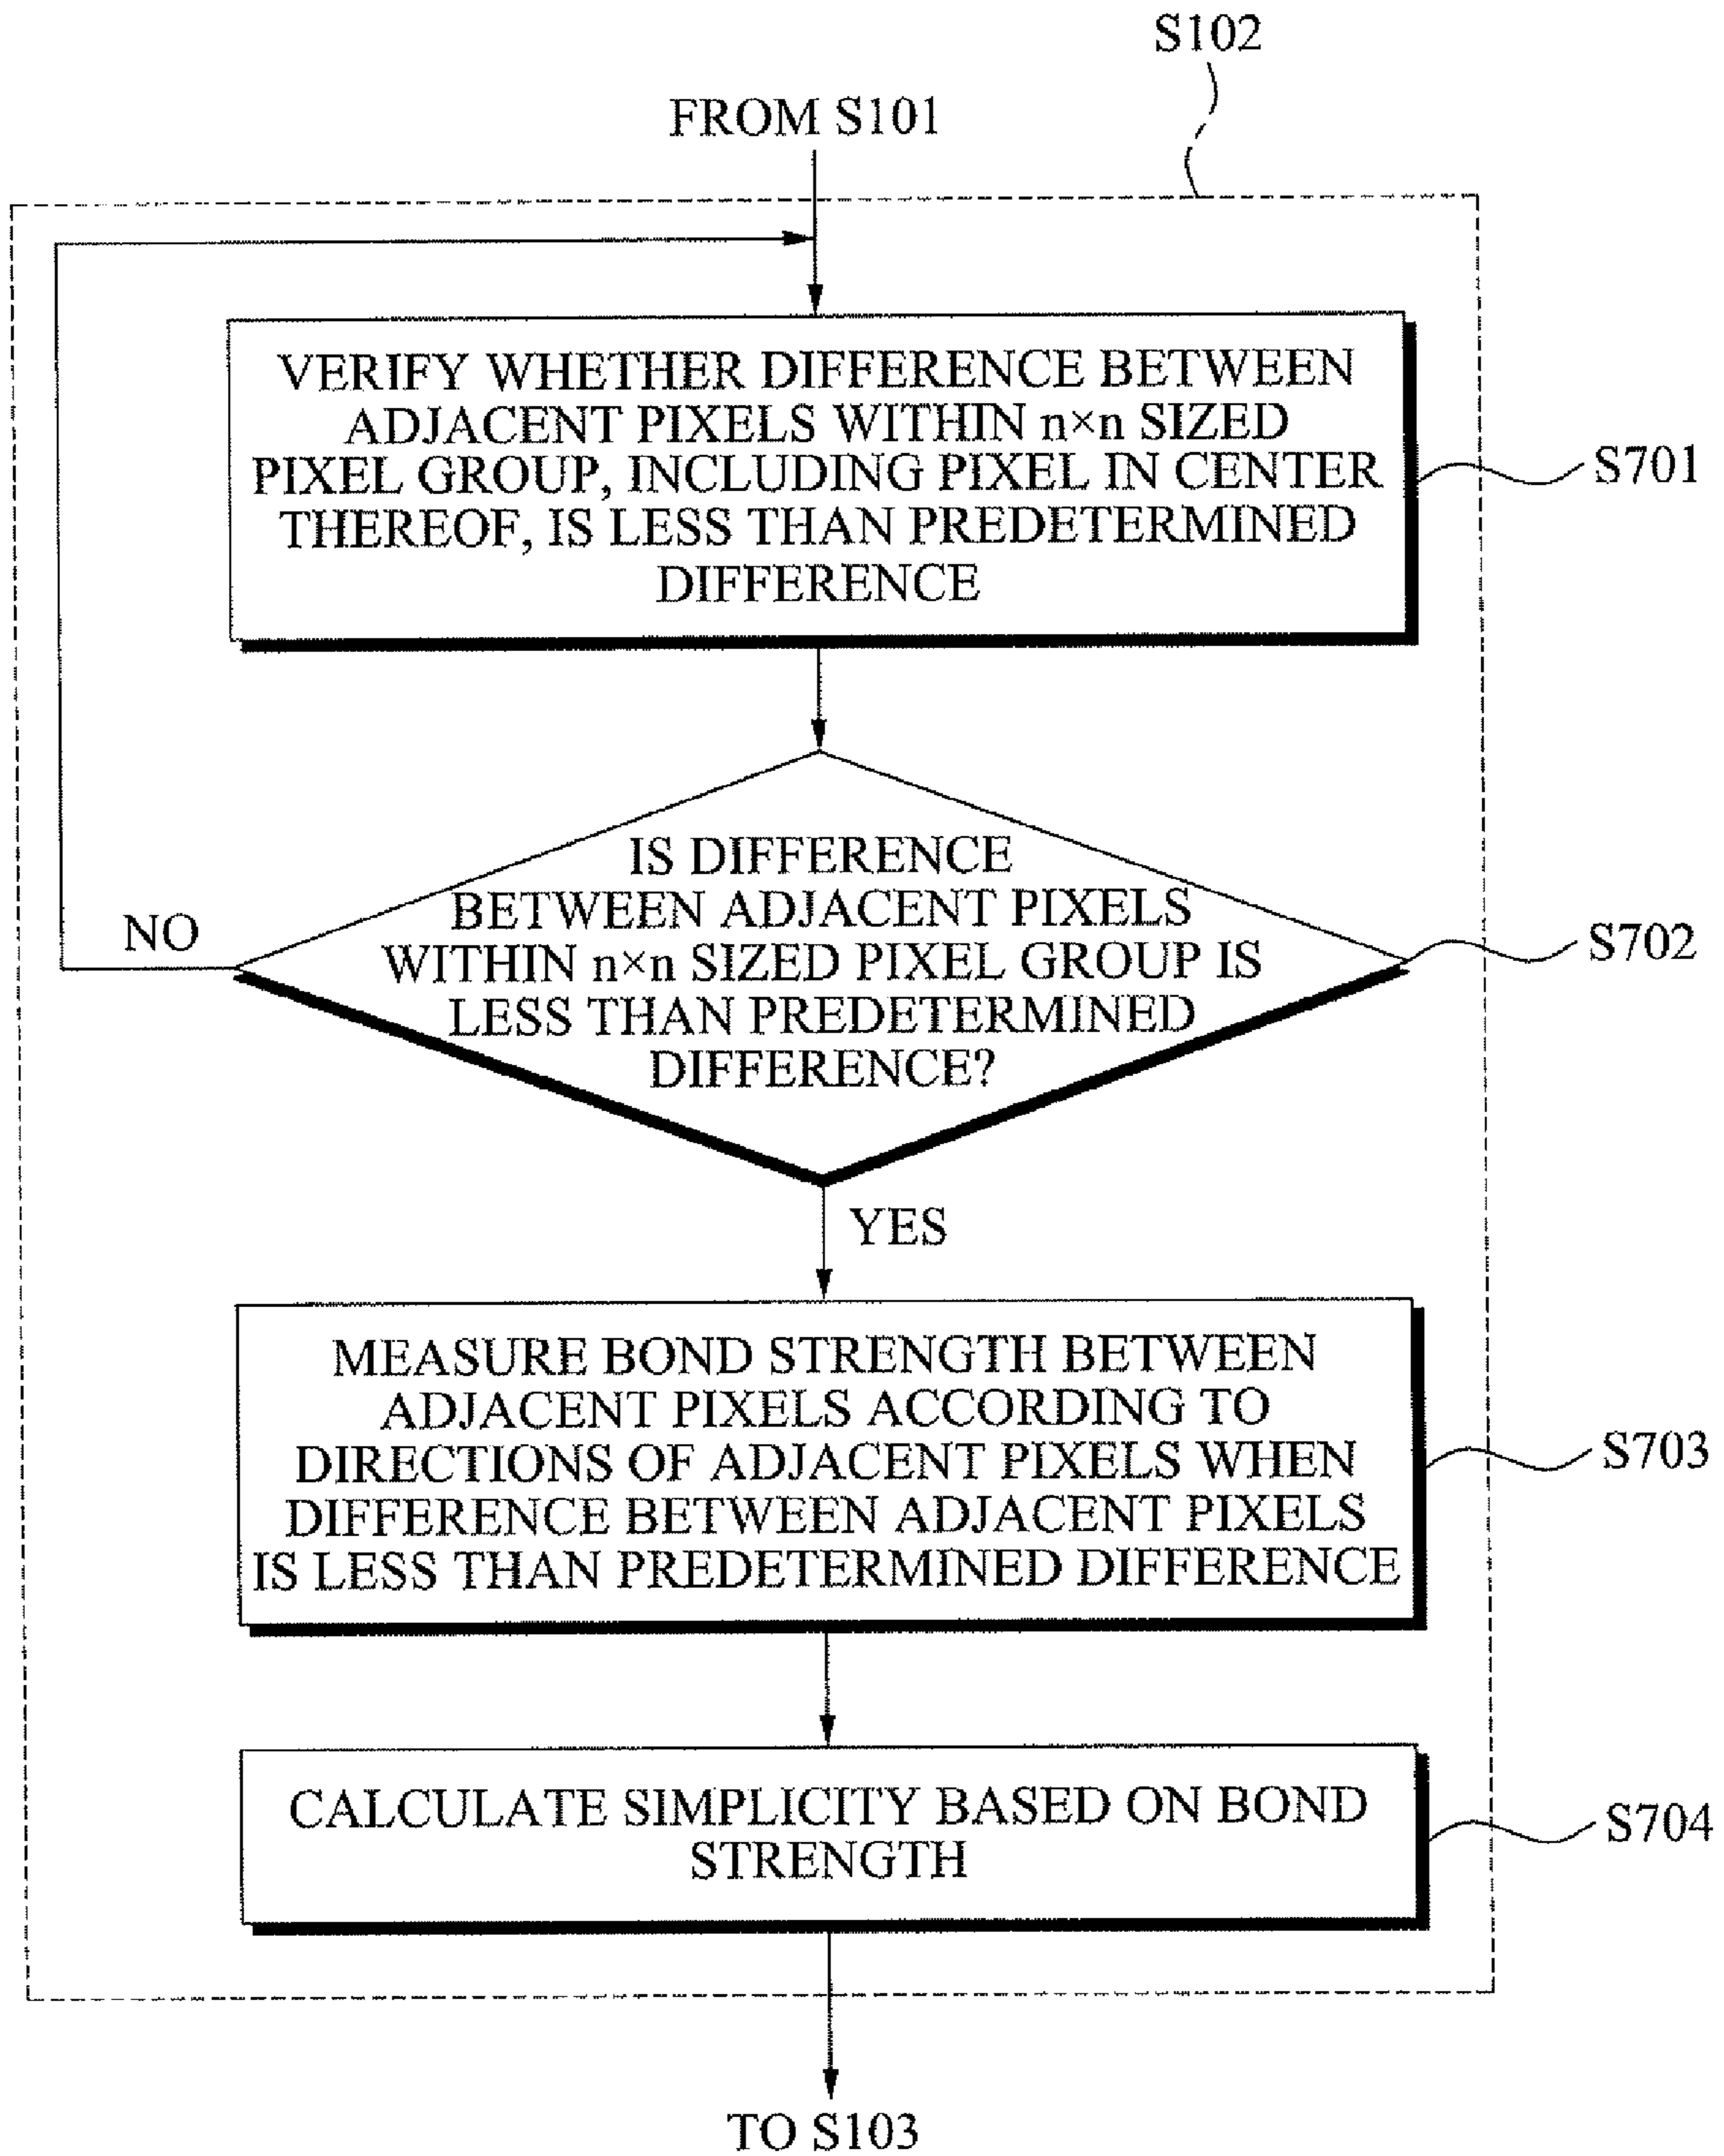 S102
FROM S101
VERIFY WHETHER DIFFERENCE BETWEEN
ADJACENT PIXELS WITHIN n×n SIZED
PIXEL GROUP, INCLUDING PIXEL IN CENTER
THEREOF, IS LESS THAN PREDETERMINED
DIFFERENCE
S701
IS DIFFERENCE
BETWEEN ADJACENT PIXELS
WITHIN n×n SIZED PIXEL GROUP IS
LESS THAN PREDETERMINED
DIFFERENCE?
NO
S702
YES
MEASURE BOND STRENGTH BETWEEN
ADJACENT PIXELS ACCORDING TO
DIRECTIONS OF ADJACENT PIXELS WHEN
DIFFERENCE BETWEEN ADJACENT PIXELS
IS LESS THAN PREDETERMINED DIFFERENCE
S703
CALCULATE SIMPLICITY BASED ON BOND
STRENGTH
S704
TO S103